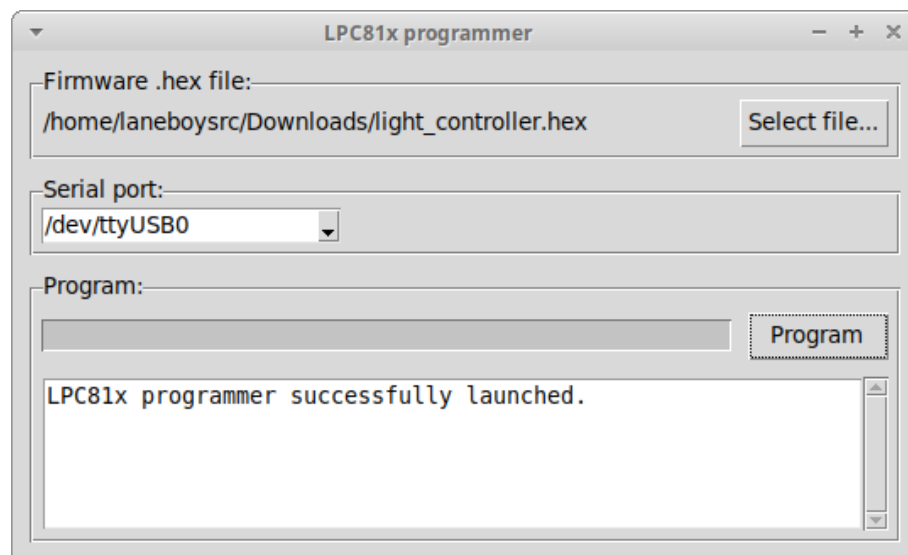 LPC81x programmer
Firmware .hex file:
/home/laneboysrc/Downloads/light_controller.hex
Select file...
Serial port:
/dev/ttyUSB0
Program:
Program
LPC81x programmer successfully launched.